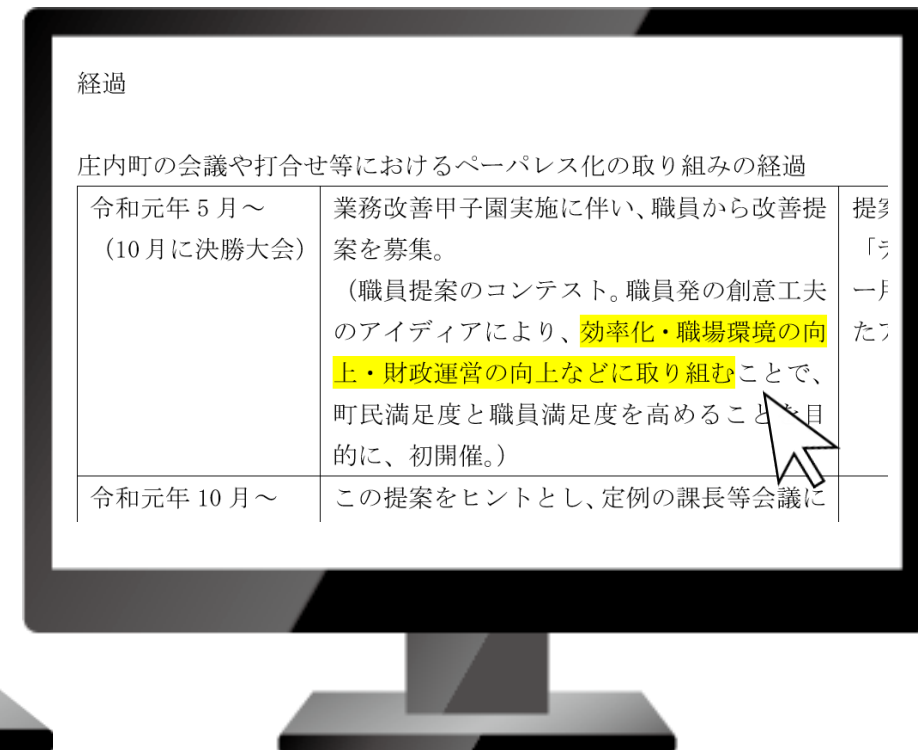 経過
庄内町の会議や打合せ等におけるペーパレス化の取り組みの経過
令和元年5月～
（10月に決勝大会）
業務改善甲子園実施に伴い、職員から改善提
案を募集。
（職員提案のコンテスト。職員発の創意工夫
のアイディアにより、効率化・職場環境の向
上・財政運営の向上などに取り組むことで、
町民満足度と職員満足度を高めることを目
的に、初開催。）
提
「
ー
た
令和元年10月～
この提案をヒントとし、定例の課長等会議に